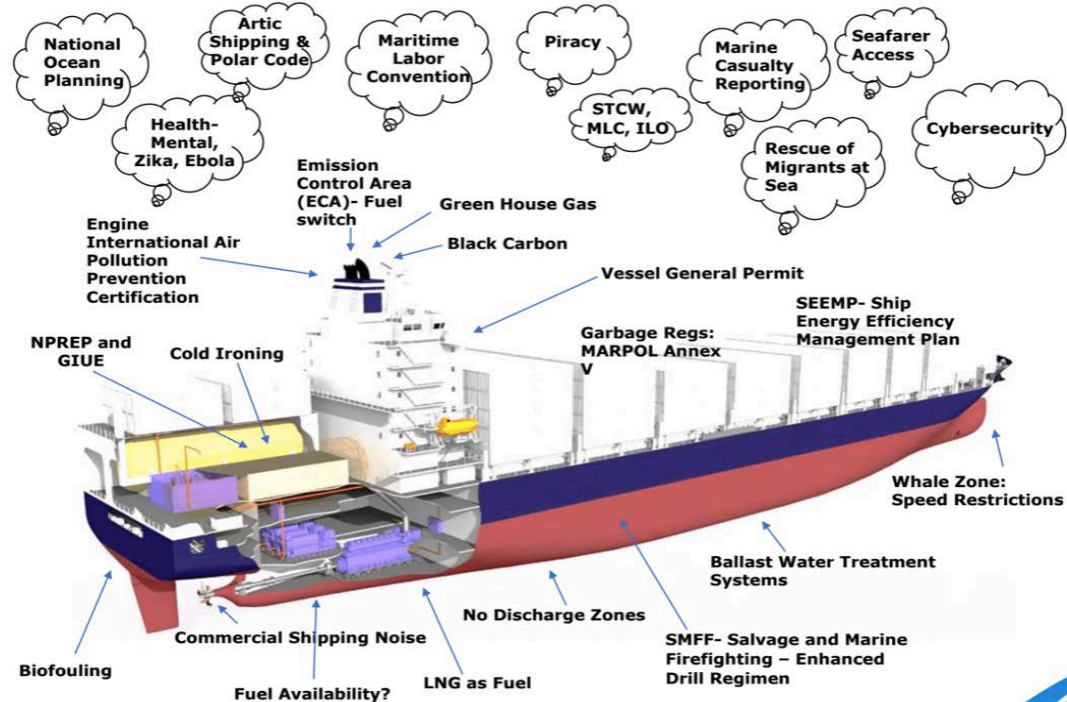 National
Ocean
Planning
Artic
Shipping &
Polar Code
Maritime
Labor
Convention
Piracy
Marine
Casualty
Reporting
Seafarer
Access
Health-
Mental,
Zika, Ebola
STCW,
MLC, ILO
Rescue of
Migrants at
Sea
Cybersecurity
Emission
Control Area
(ECA)- Fuel
switch
Green House Gas
Black Carbon
Engine
International Air
Pollution
Prevention
Certification
Vessel General Permit
SEEMP- Ship
Energy Efficiency
Management Plan
Garbage Regs:
MARPOL Annex
V
NPREP and
GIUE
Cold Ironing
Whale Zone:
Speed Restrictions
Ballast Water Treatment
Systems
No Discharge Zones
SMFF- Salvage and Marine
Firefighting – Enhanced
Drill Regimen
Commercial Shipping Noise
Biofouling
Fuel Availability?
LNG as Fuel